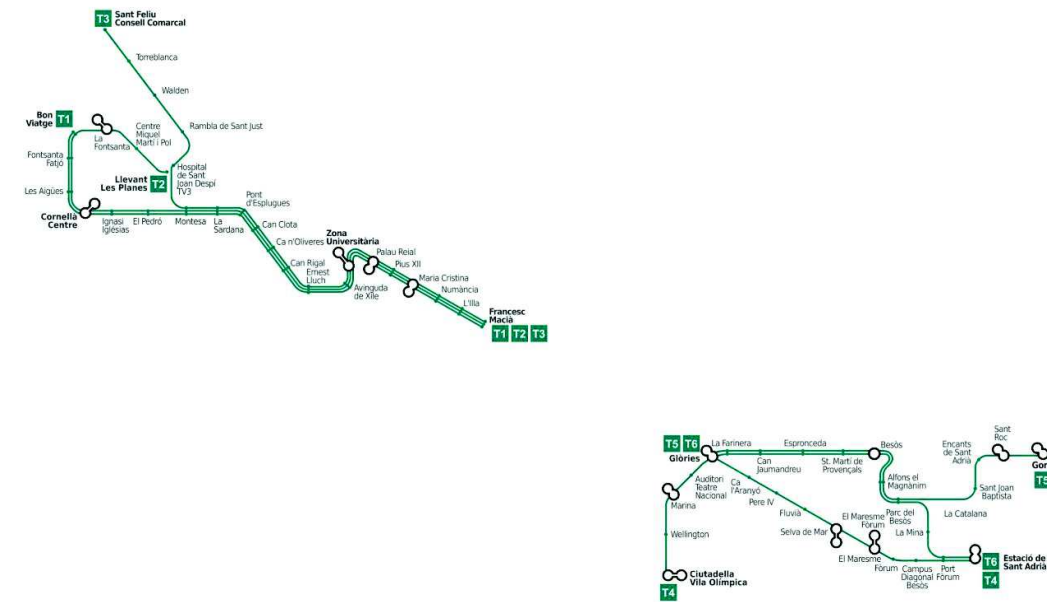 T3
Sant Feliu
Consell Comarcal
Torreblanca
Walden
Rambla de Sant Just
Bon
Viatge
T1
La
Fontsanta
Centre
Miquel
Martí i Pol
Fontsanta
Fatjó
Llevant
Les Planes
T2
Hospital
de Sant
Joan Despí
TV3
Les Aigües
Cornellà
Centre
Ignasi
Iglésias
El Pedró
Montesa
La
Sardana
Pont
d'Esplugues
Can Clota
Ca n'Oliveres
Can Rigal
Ernest
Lluch
Zona
Universitària
Avinguda
de Xile
Palau Reial
Pius XII
Maria Cristina
Numància
L'Illa
Francesc
Macià
T1 T2 T3
T5 T6
Glòries
La Farinera
Can
Jaumandreu
Espronceda
St. Martí de
Provençals
Besòs
Alfons el
Magnànim
Encants
de Sant
Adrià
Sant
Roc
Gor
T5
Sant Joan
Baptista
La Catalana
Parc del
Besòs
La Mina
Auditori
Teatre
Nacional
Marina
Wellington
T4
Ciutadella
Vila Olímpica
Ca
l'Aranyó
Pere IV
Fluvià
Selva de Mar
El Maresme
Fòrum
El Maresme
Fòrum
Campus
Diagonal
Besòs
Port
Fòrum
T6
T4
Estació de
Sant Adrià